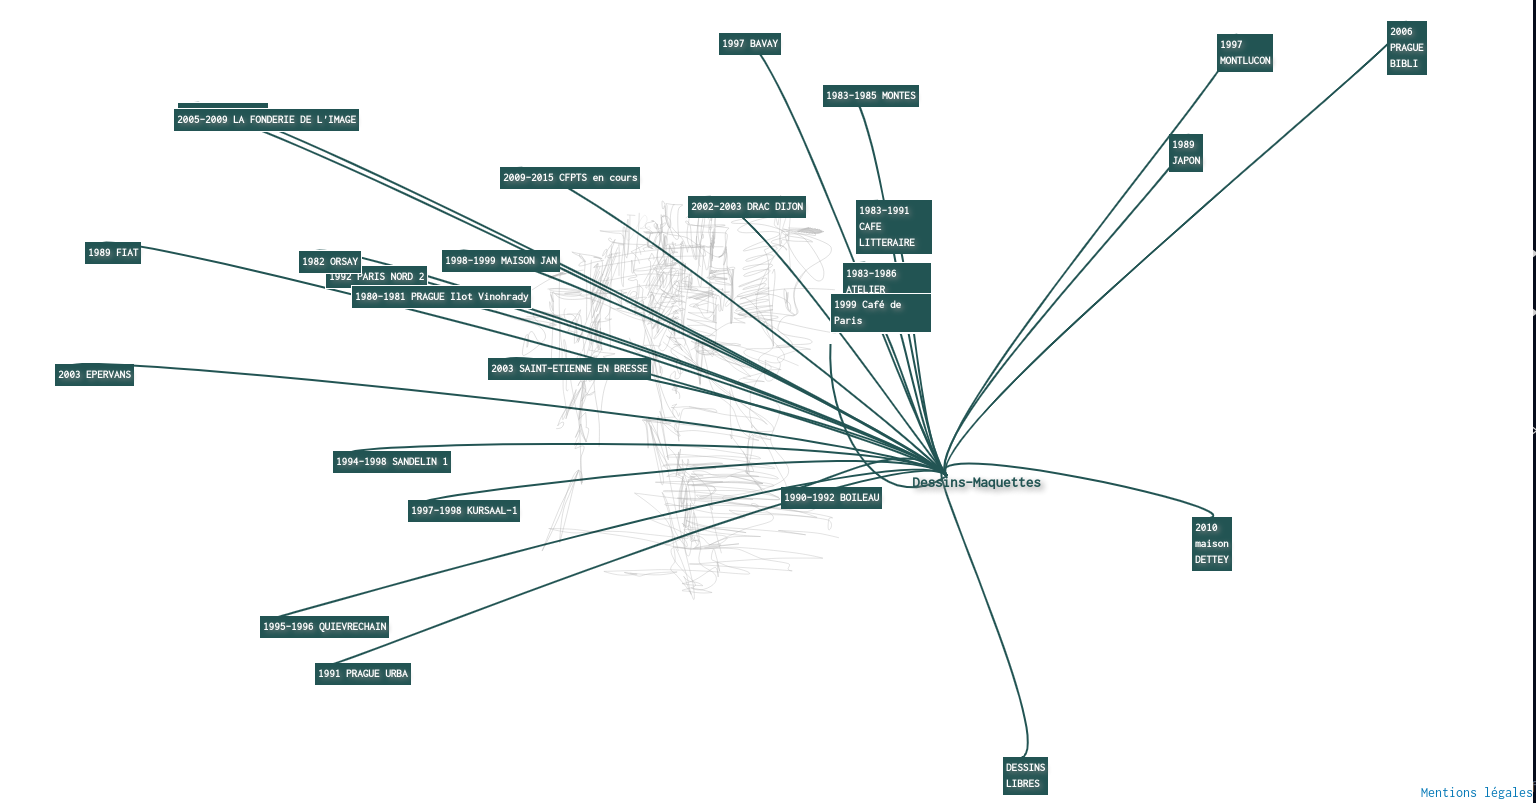 2006
PRAGUE
BIBLI
1997 BAVAY
1997
MONTLUCON
1983-1985 MONTES
2005-2009 LA FONDERIE DE L'IMAGE
1989
JAPON
2009-2015 CFPTS en cours
2002-2003 DRAC DIJON
1983-1991
CAFE
LITTERAIRE
1989 FIAT
1982 ORSAY
1998-1999 MAISON JAN
1992 PARIS NORD 2
1983-1986
ATELIER
1980-1981 PRAGUE Ilot Vinohrady
1999 Café de
Paris
2003 EPERVANS
2003 SAINT-ETIENNE EN BRESSE
1994-1998 SANDELIN 1
Dessins-Maquettes
1990-1992 BOILEAU
1997-1998 KURSAAL-1
2010
maison
DETTEY
1995-1996 QUIEVRECHAIN
1991 PRAGUE URBA
DESSINS
LIBRES
Mentions légales